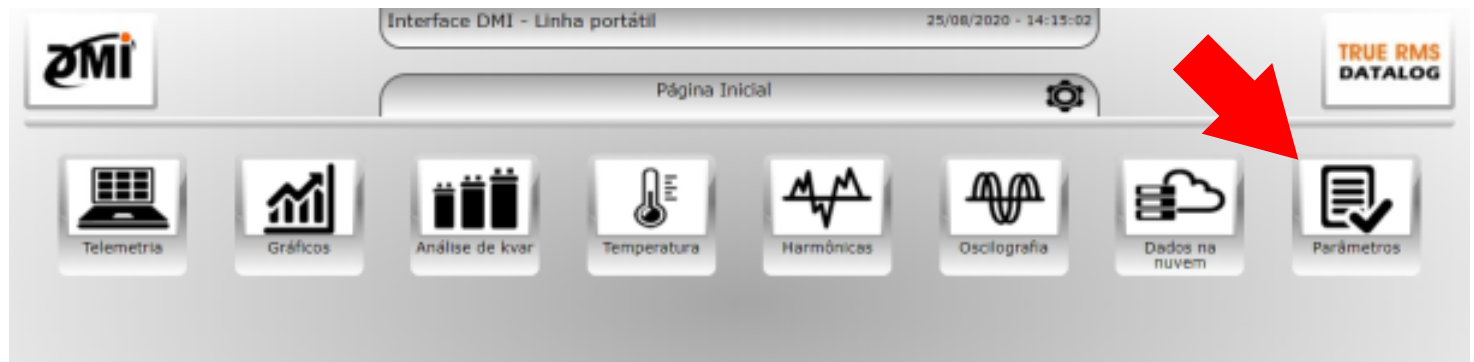 DMI
Interface DMI - Linha portátil
25/08/2020 - 14:15:02
TRUE RMS
DATALOG
Página Inicial
Telemetria
Gráficos
Análise de kvar
Temperatura
Harmônicas
Oscilografia
Dados na
nuvem
Parâmetros